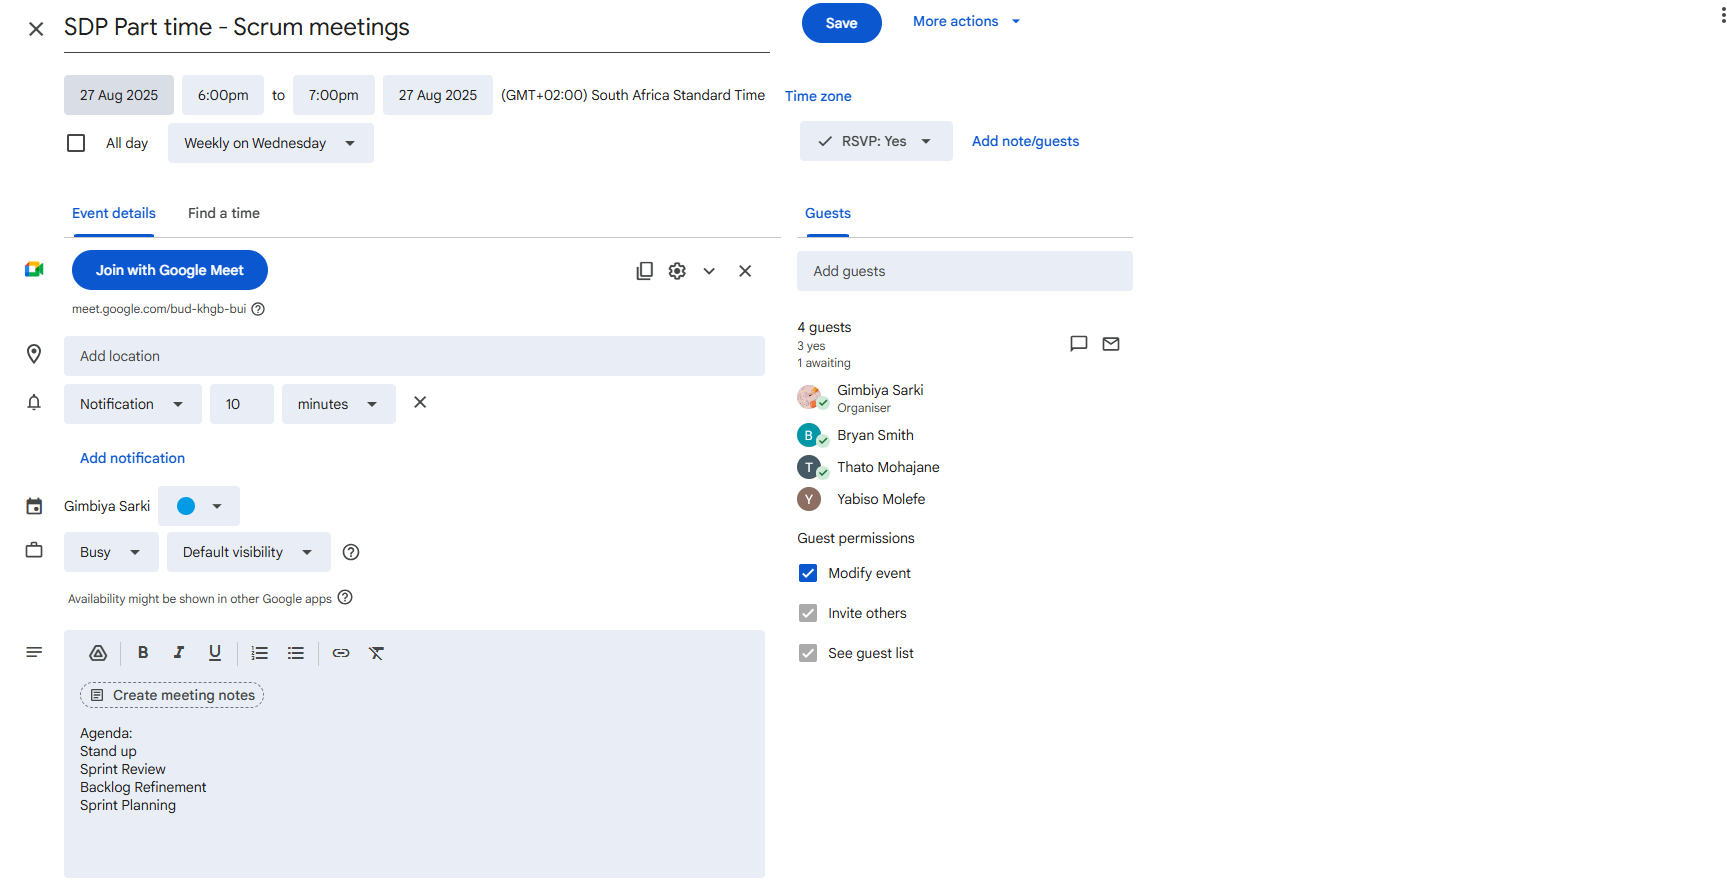 SDP Part time - Scrum meetings
Save
More actions
27 Aug 2025 6:00pm to 7:00pm 27 Aug 2025 (GMT+02:00) South Africa Standard Time Time zone
All day Weekly on Wednesday
RSVP: Yes Add note/guests
Event details Find a time
Guests
Join with Google Meet
meet.google.com/bud-khgb-bui
Add location
Notification 10 minutes
Add notification
Gimbiya Sarki
Busy Default visibility
Availability might be shown in other Google apps
B I U
Create meeting notes
Agenda:
Stand up
Sprint Review
Backlog Refinement
Sprint Planning
Add guests
4 guests
3 yes
1 awaiting
Gimbiya Sarki
Organiser
B Bryan Smith
T Thato Mohajane
Y Yabiso Molefe
Guest permissions
Modify event
Invite others
See guest list